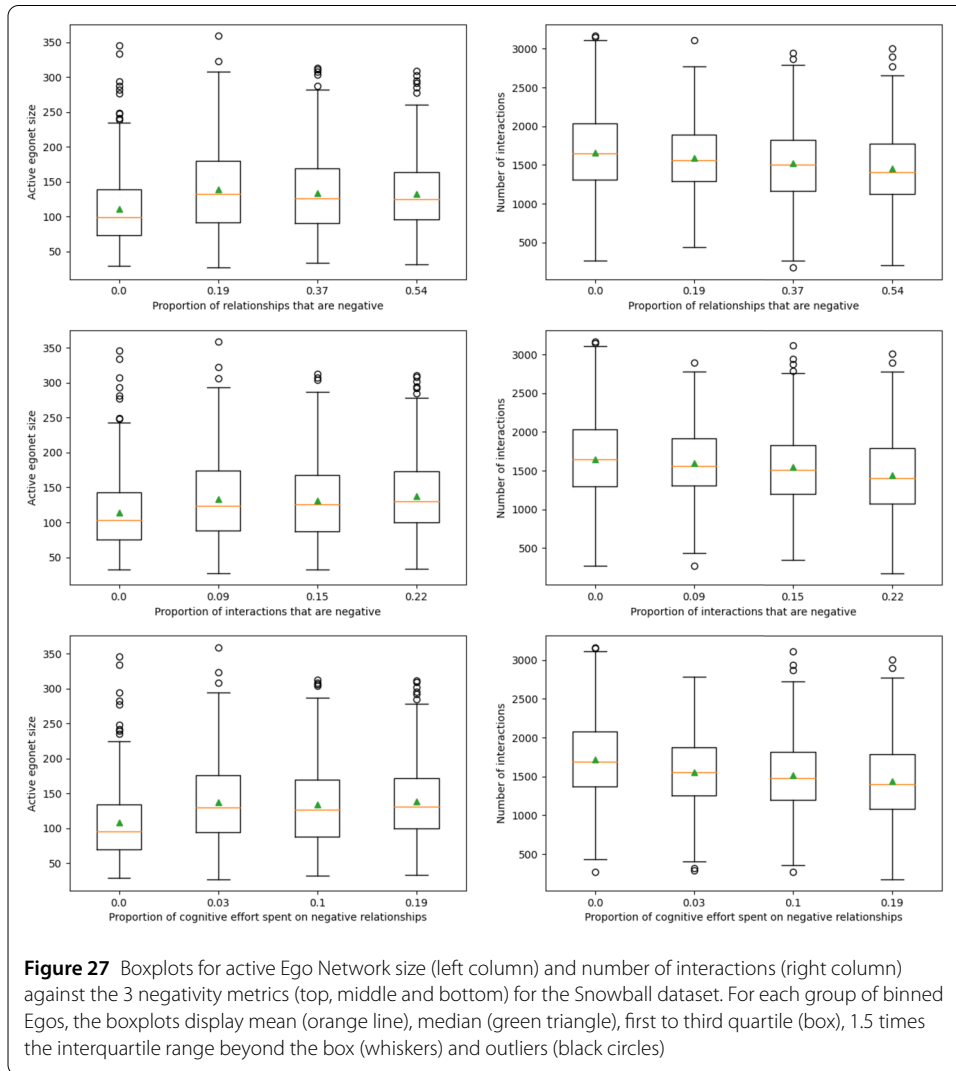 350
300
250
200
150
100
50
Active egonet size
0.0 0.19 0.37 0.54
Proportion of relationships that are negative
3000
2500
2000
1500
1000
500
Number of interactions
0.0 0.19 0.37 0.54
Proportion of relationships that are negative
350
300
250
200
150
100
50
Active egonet size
0.0 0.09 0.15 0.22
Proportion of interactions that are negative
3000
2500
2000
1500
1000
500
Number of interactions
0.0 0.09 0.15 0.22
Proportion of interactions that are negative
350
300
250
200
150
100
50
Active egonet size
0.0 0.03 0.1 0.19
Proportion of cognitive effort spent on negative relationships
3000
2500
2000
1500
1000
500
Number of interactions
0.0 0.03 0.1 0.19
Proportion of cognitive effort spent on negative relationships
Figure 27 Boxplots for active Ego Network size (left column) and number of interactions (right column)
against the 3 negativity metrics (top, middle and bottom) for the Snowball dataset. For each group of binned
Egos, the boxplots display mean (orange line), median (green triangle), first to third quartile (box), 1.5 times
the interquartile range beyond the box (whiskers) and outliers (black circles)